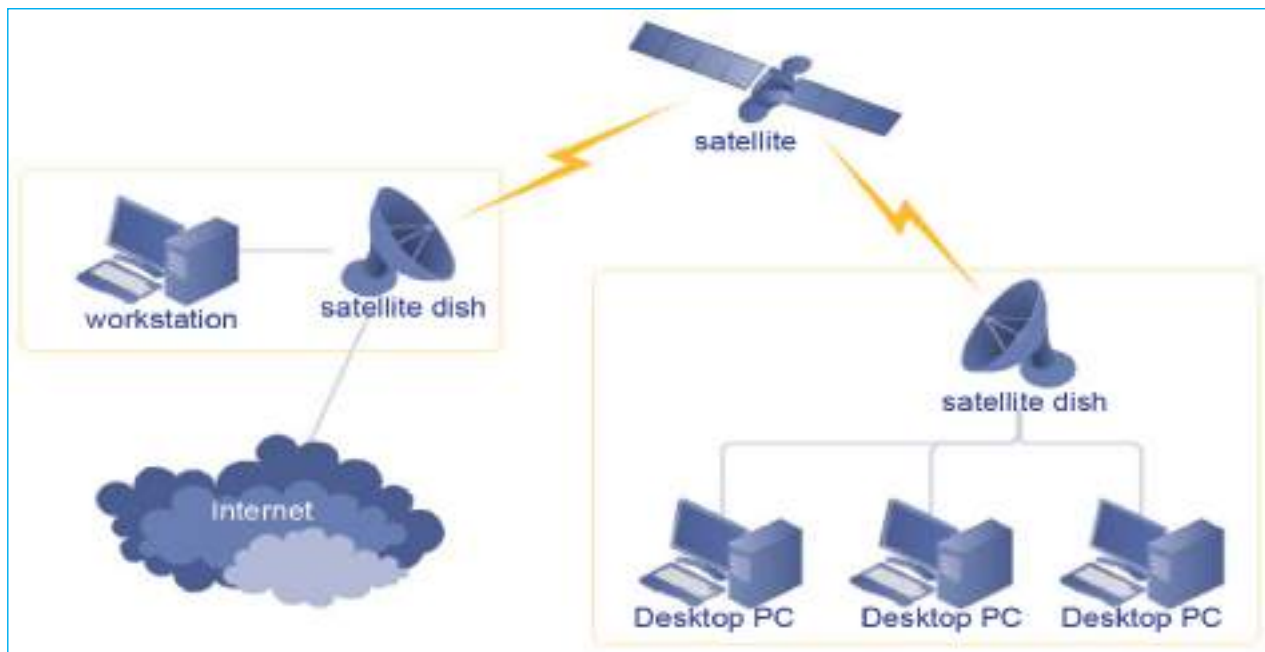 satellite
workstation
satellite dish
satellite dish
Internet
Desktop PC
Desktop PC
Desktop PC